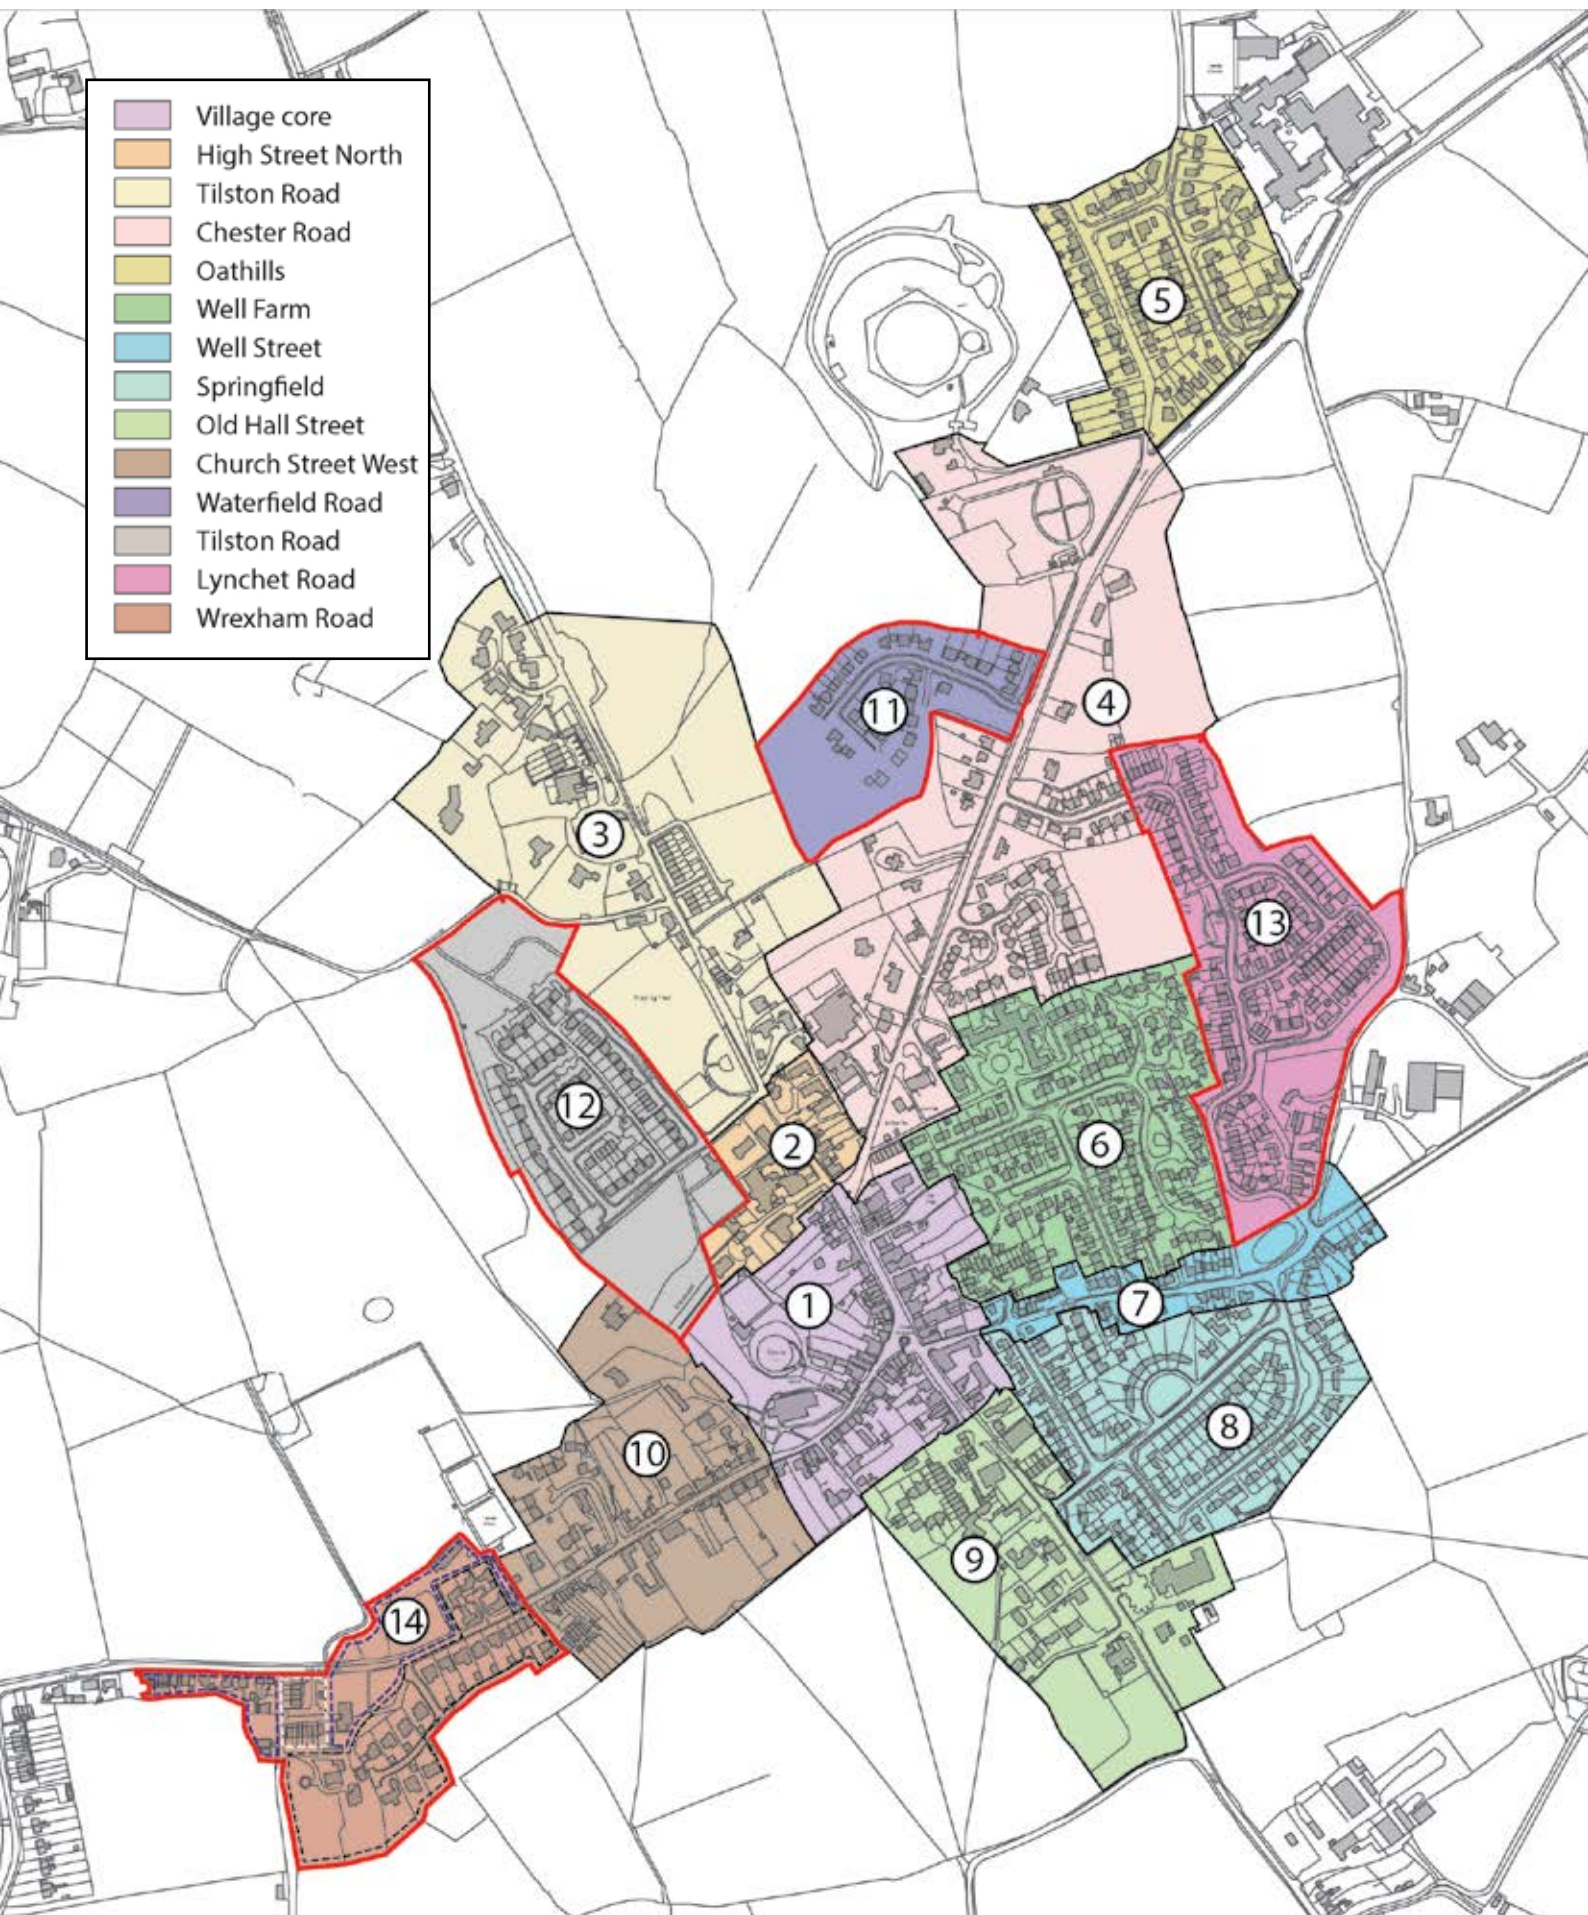 Village core
High Street North
Tilston Road
Chester Road
Oathills
Well Farm
Well Street
Springfield
Old Hall Street
Church Street West
Waterfield Road
Tilston Road
Lynchet Road
Wrexham Road
5
11
4
3
13
12
2
6
1
7
8
10
9
14